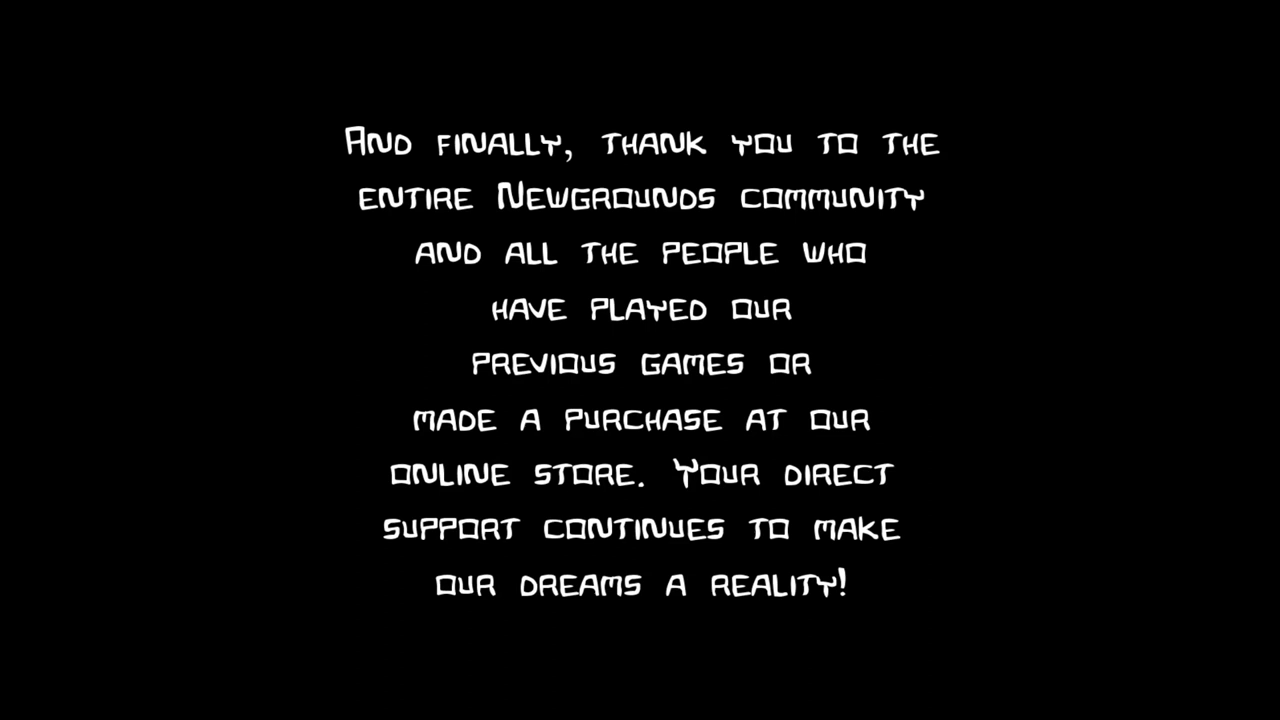 And finally, thank you to the
entire Newgrounds community
and all the people who
have played our
previous games or
made a purchase at our
online store. Your direct
support continues to make
our dreams a reality!